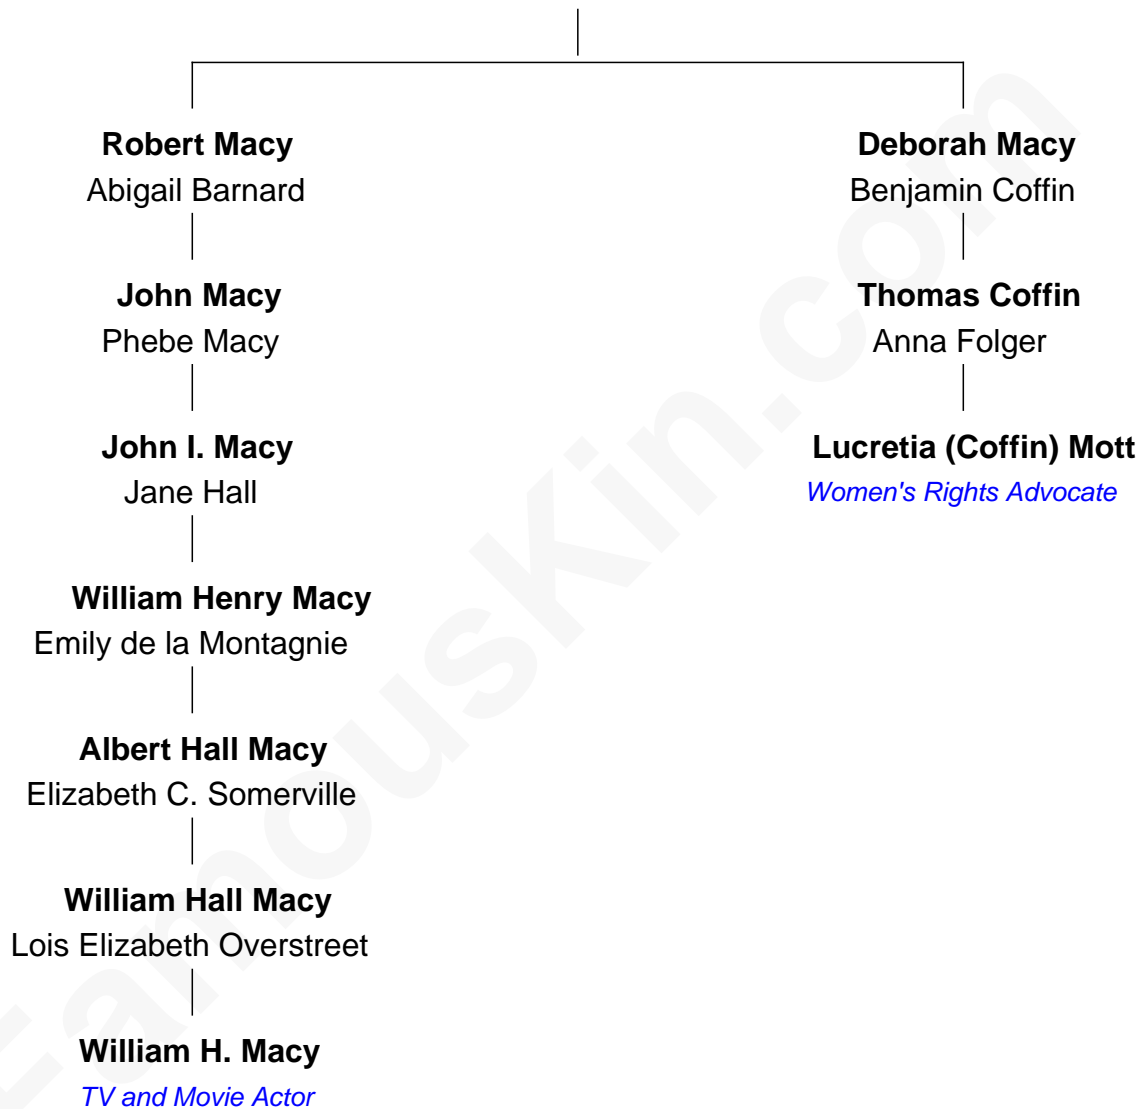 Robert Macy
Abigail Barnard
John Macy
Phebe Macy
John I. Macy
Jane Hall
William Henry Macy
Emily de la Montagnie
Albert Hall Macy
Elizabeth C. Somerville
William Hall Macy
Lois Elizabeth Overstreet
William H. Macy
TV and Movie Actor
Deborah Macy
Benjamin Coffin
Thomas Coffin
Anna Folger
Lucretia (Coffin) Mott
Women's Rights Advocate
FamousKin.com